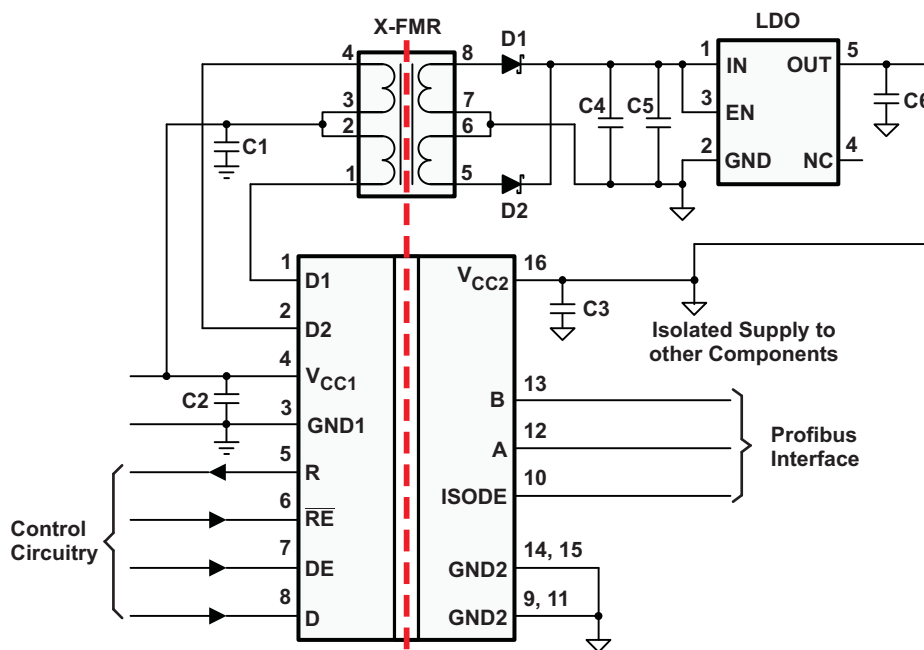 X-FMR
4
3
2
1
8
7
6
5
D1
D2
C1
C4
C5
LDO
1
IN
OUT
5
3
EN
2
GND
NC
4
C6
1
D1
2
D2
4
VCC1
C2
3
GND1
5
R
6
RE
7
DE
8
D
Control
Circuitry
16
VCC2
C3
Isolated Supply to
other Components
13
B
12
A
10
ISODE
14, 15
GND2
9, 11
GND2
Profibus
Interface